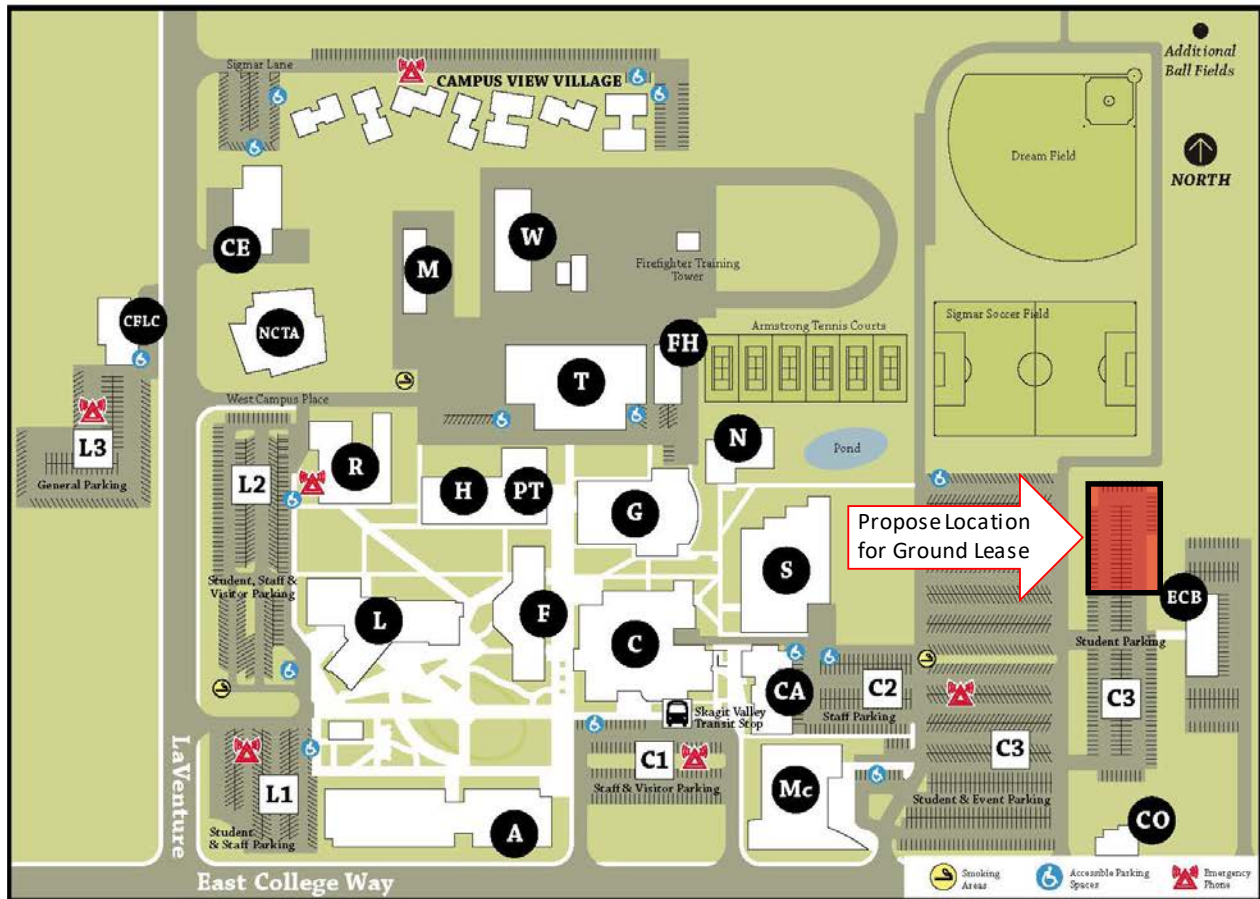 Additional
Ball Fields
Sigmar Lane
CAMPUS VIEW VILLAGE
Dream Field
NORTH
CE
M
W
Firefighter Training
Tower
CFLC
NCTA
Sigmar Soccer Field
Armstrong Tennis Courts
FH
T
West Campus Place
L3
General Parking
L2
R
H
PT
G
N
Pond
Propose Location
for Ground Lease
S
ECB
Student, Staff &
Visitor Parking
L
F
C
Student Parking
CA
C2
Staff Parking
C3
Skagit Valley
Transit Stop
C3
L1
C1
Staff & Visitor Parking
Mc
Student & Event Parking
CO
Student
& Staff Parking
A
LaVenture
East College Way
Smoking
Areas
Accessible Parking
Spaces
Emergency
Phone